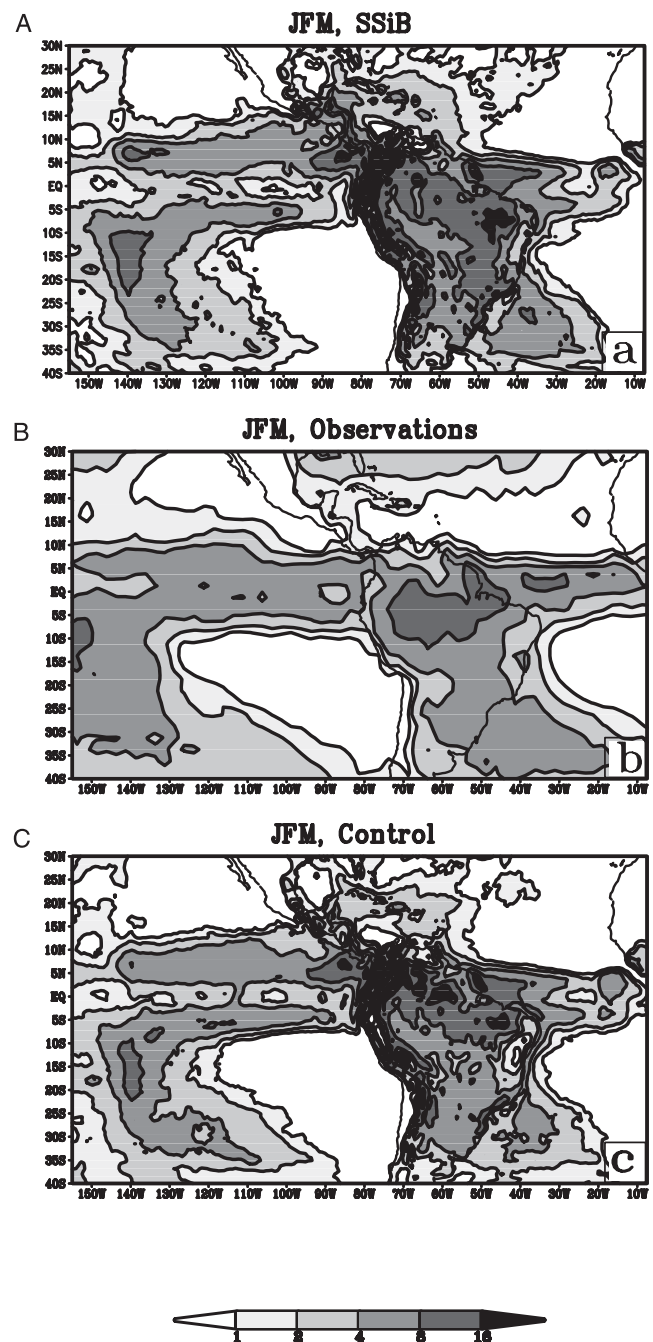 A
JFM, SSiB
30N
25N
20N
15N
10N
5N
EQ
5S
10S
15S
20S
25S
30S
35S
40S
a
150W 140W 130W 120W 110W 100W 90W 80W 70W 60W 50W 40W 30W 20W 10W
B
JFM, Observations
30N
25N
20N
15N
10N
5N
EQ
5S
10S
15S
20S
25S
30S
35S
40S
b
150W 140W 130W 120W 110W 100W 90W 80W 70W 60W 50W 40W 30W 20W 10W
C
JFM, Control
30N
25N
20N
15N
10N
5N
EQ
5S
10S
15S
20S
25S
30S
35S
40S
c
150W 140W 130W 120W 110W 100W 90W 80W 70W 60W 50W 40W 30W 20W 10W
1 2 4 8 16